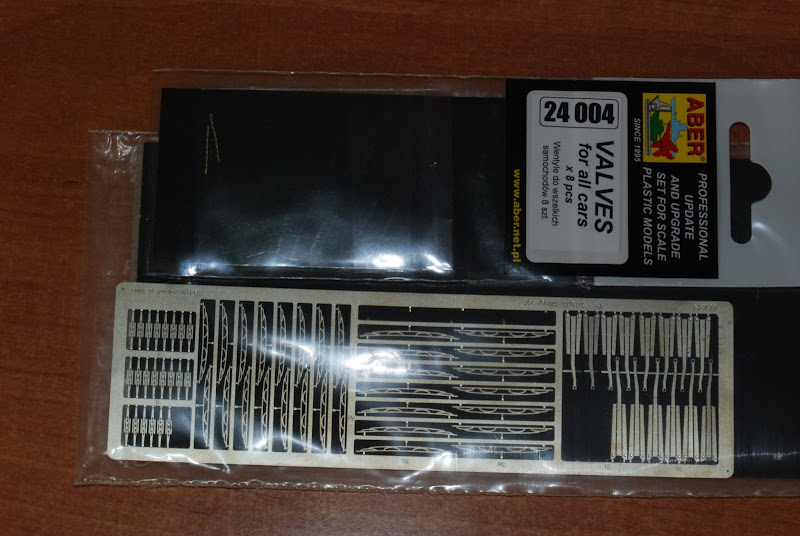 ABER®
SINCE 1995
PROFESSIONAL
UPDATE
AND UPGRADE
SET FOR SCALE
PLASTIC MODELS
24 004
VALVES
for all cars
x 8 pcs
Wentyle do wszelkich
samochodów 8 szt.
www.aber.net.pl